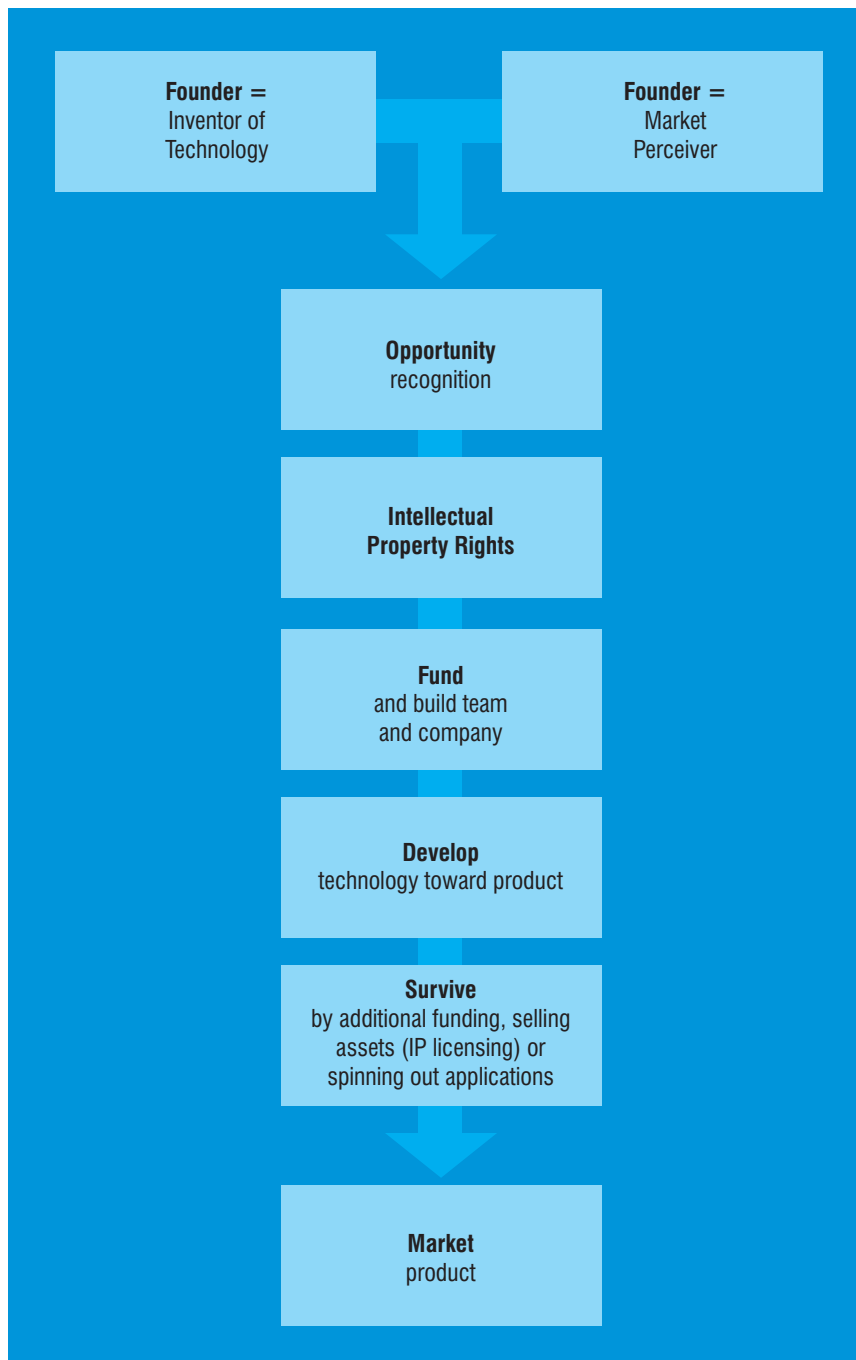 Founder =
Inventor of
Technology
Founder =
Market
Perceiver
Opportunity
recognition
Intellectual
Property Rights
Fund
and build team
and company
Develop
technology toward product
Survive
by additional funding, selling
assets (IP licensing) or
spinning out applications
Market
product